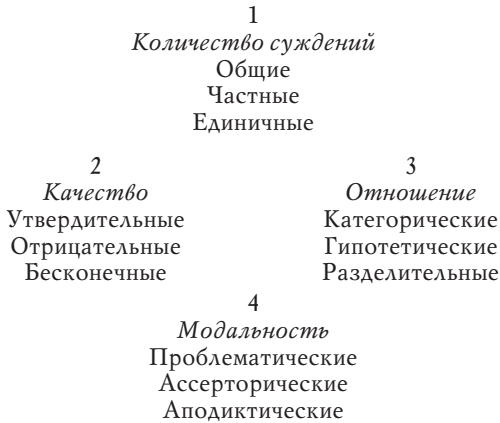 1
Количество суждений
Общие
Частные
Единичные
2
Качество
Утвердительные
Отрицательные
Бесконечные
3
Отношение
Категорические
Гипотетические
Разделительные
4
Модальность
Проблематические
Ассерторические
Аподиктические